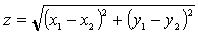 z = √((x₁ − x₂)² + (y₁ − y₂)²)